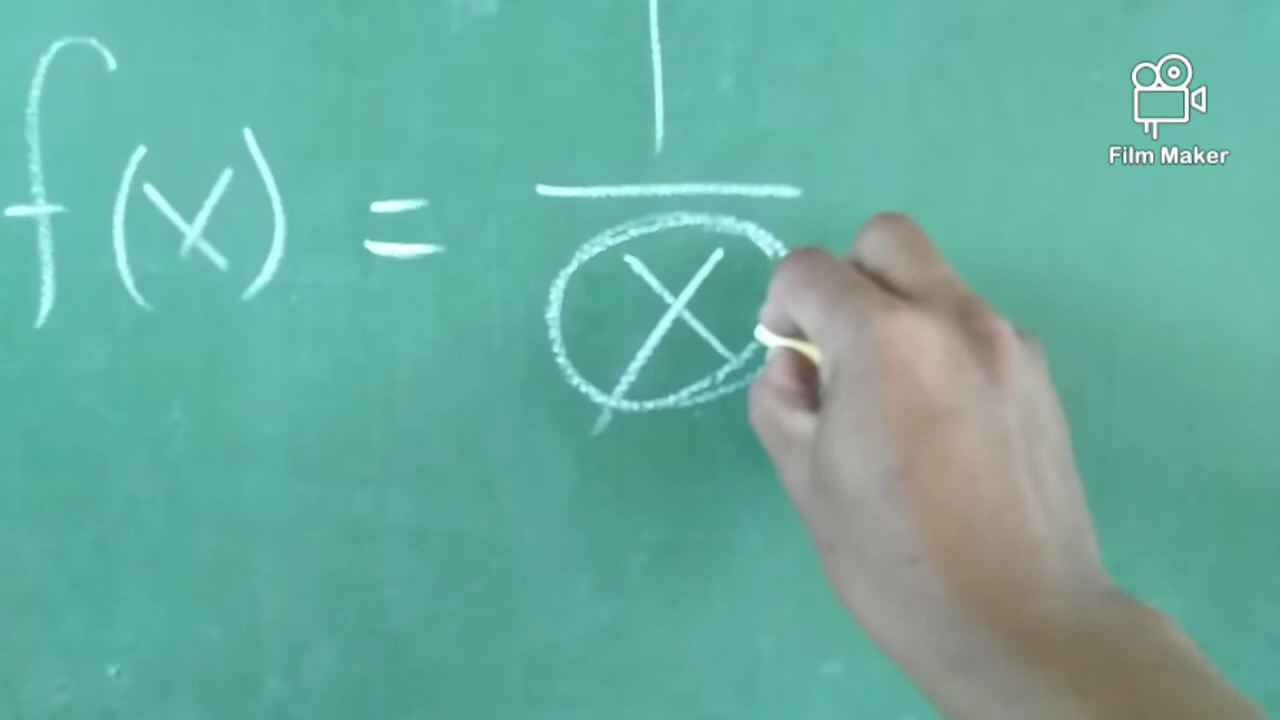 f(x) = 1/x
Film Maker